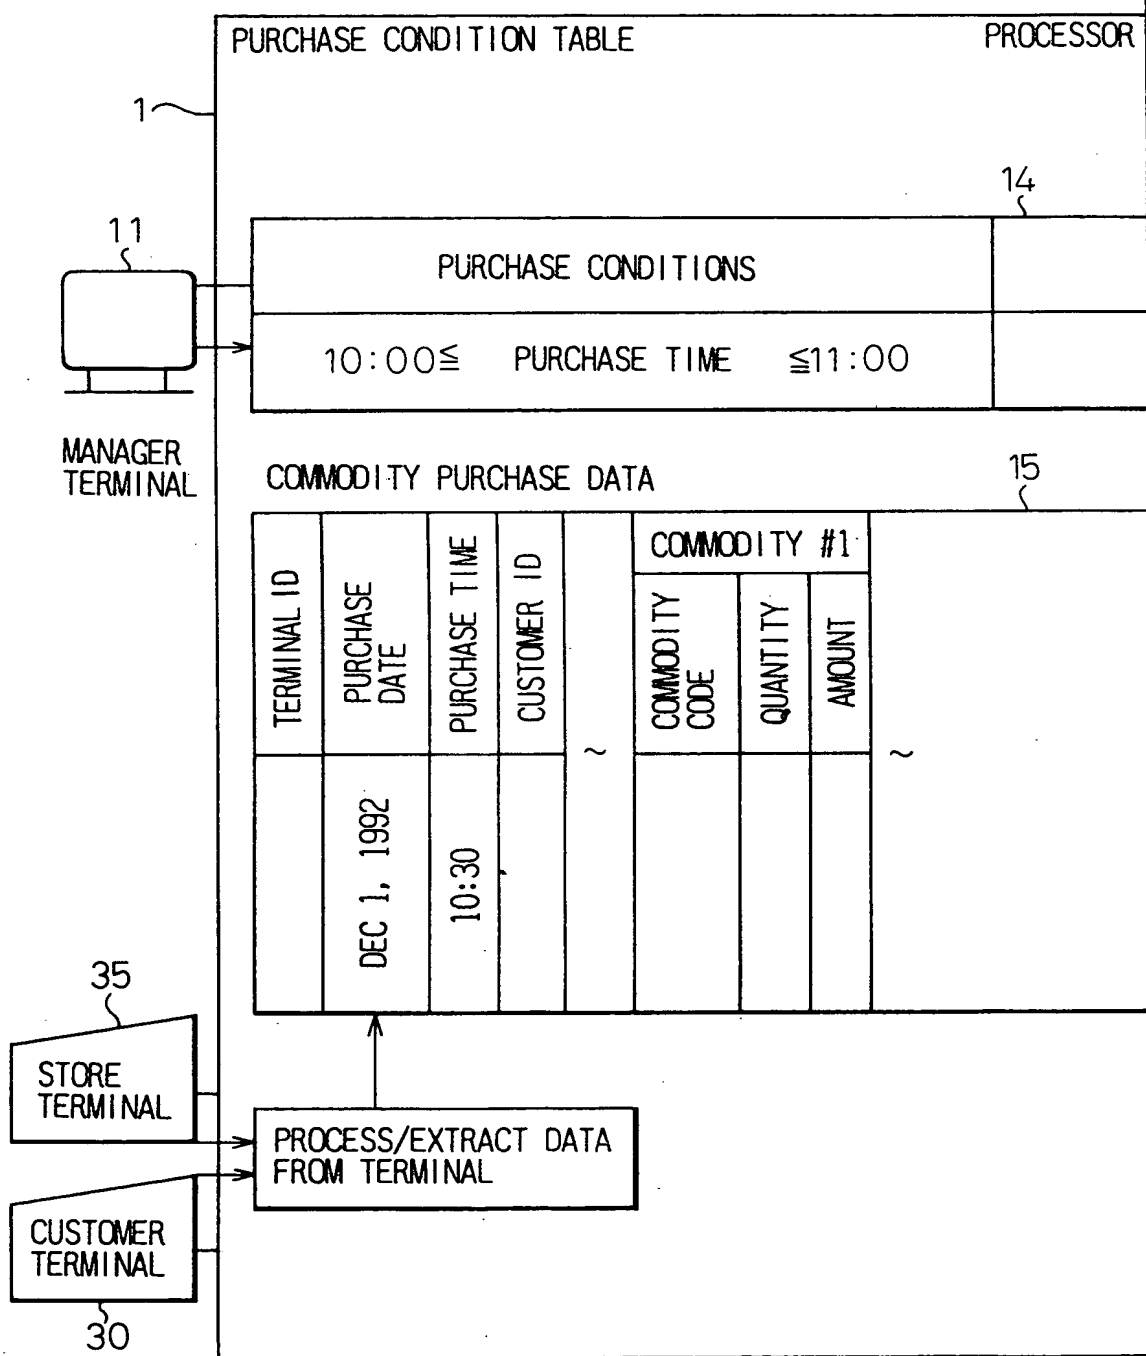 PURCHASE CONDITION TABLE
PROCESSOR
1
14
11
PURCHASE CONDITIONS
10:00≦ PURCHASE TIME ≦11:00
MANAGER
TERMINAL
COMMODITY PURCHASE DATA
15
TERMINAL ID
PURCHASE
DATE
PURCHASE TIME
CUSTOMER ID
~
COMMODITY #1
COMMODITY
CODE
QUANTITY
AMOUNT
~
DEC 1, 1992
10:30
35
STORE
TERMINAL
PROCESS/EXTRACT DATA
FROM TERMINAL
CUSTOMER
TERMINAL
30